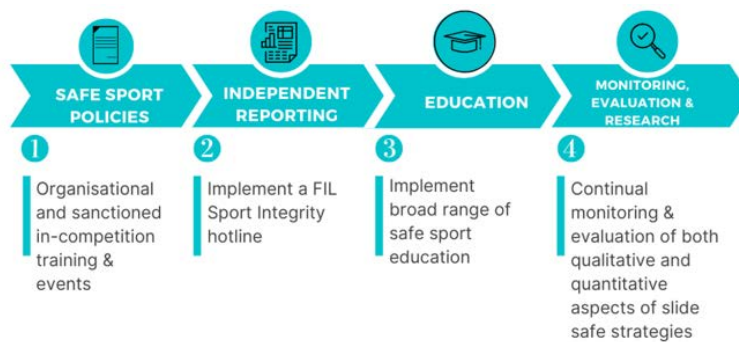 SAFE SPORT
POLICIES
INDEPENDENT
REPORTING
EDUCATION
MONITORING,
EVALUATION &
RESEARCH
1
Organisational
and sanctioned
in-competition
training &
events
2
Implement a FIL
Sport Integrity
hotline
3
Implement
broad range of
safe sport
education
4
Continual
monitoring &
evaluation of both
qualitative and
quantitative
aspects of slide
safe strategies